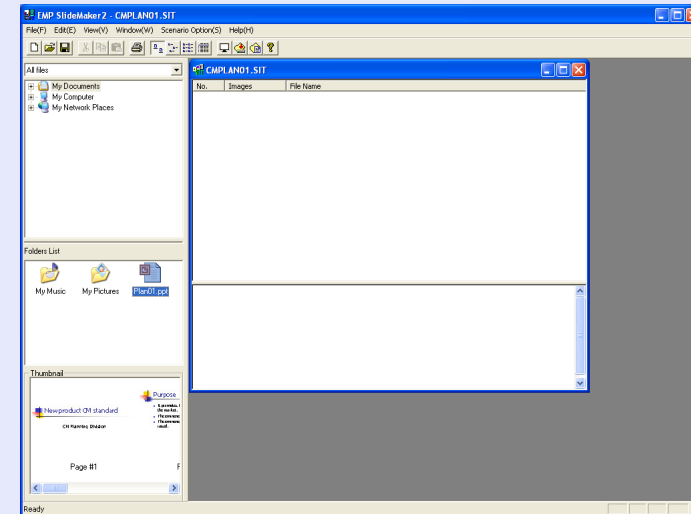 EMP SlideMaker2 - CMPLAN01.SIT
File(F) Edit(E) View(V) Window(W) Scenario Option(S) Help(H)
All files
My Documents
My Computer
My Network Places
CMPLAN01.SIT
No. Images File Name
Folders List
My Music My Pictures Plan01.ppt
Thumbnail
Newproduct CM standard
CM Planning Division
Purpose
the market.
Page #1
Ready